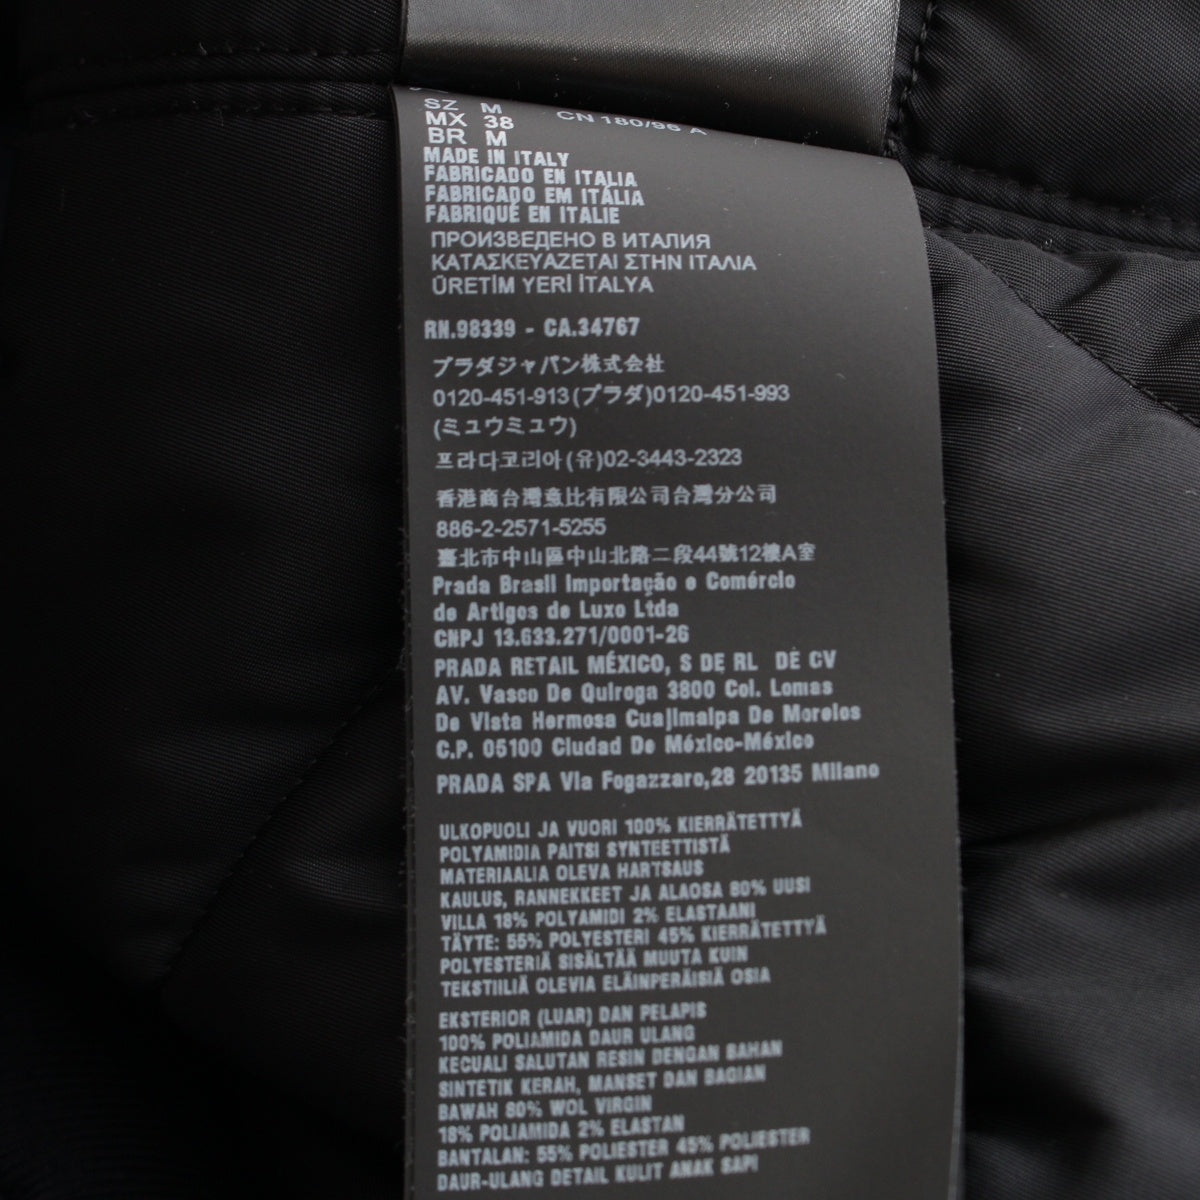 SZ M
MX 38 CN 180/96 A
BR M
MADE IN ITALY
FABRICADO EN ITALIA
FABRICADO EM ITÁLIA
FABRIQUÉ EN ITALIE
ПРОИЗВЕДЕНО В ИТАЛИЯ
ΚΑΤΑΣΚΕΥΑΖΕΤΑΙ ΣΤΗΝ ΙΤΑΛΙΑ
ÜRETİM YERİ İTALYA
RN.98339 - CA.34767
プラダジャパン株式会社
0120-451-913(プラダ)0120-451-993
(ミュウミュウ)
프라다코리아(유)02-3443-2323
香港商台灣意比有限公司台灣分公司
886-2-2571-5255
臺北市中山區中山北路二段44號12樓A室
Prada Brasil Importação e Comércio
de Artigos de Luxo Ltda
CNPJ 13.633.271/0001-26
PRADA RETAIL MÉXICO, S DE RL DE CV
AV. Vasco De Quiroga 3800 Col. Lomas
De Vista Hermosa Cuajimalpa De Morelos
C.P. 05100 Ciudad De México-México
PRADA SPA Via Fogazzaro,28 20135 Milano
ULKOPUOLI JA VUORI 100% KIERRÄTETTYÄ
POLYAMIDIA PAITSI SYNTEETTISTÄ
MATERIAALIA OLEVA HARTSAUS
KAULUS, RANNEKKEET JA ALAOSA 80% UUSI
VILLA 18% POLYAMIDI 2% ELASTAANI
TÄYTE: 55% POLYESTERI 45% KIERRÄTETTYÄ
POLYESTERIÄ SISÄLTÄÄ MUUTA KUIN
TEKSTIILIÄ OLEVIA ELÄINPERÄISIÄ OSIA
EKSTERIOR (LUAR) DAN PELAPIS
100% POLIAMIDA DAUR ULANG
KECUALI SALUTAN RESIN DENGAN BAHAN
SINTETIK KERAH, MANSET DAN BAGIAN
BAWAH 80% WOL VIRGIN
18% POLIAMIDA 2% ELASTAN
BANTALAN: 55% POLIESTER 45% POLIESTER
DAUR-ULANG DETAIL KULIT ANAK SAPI